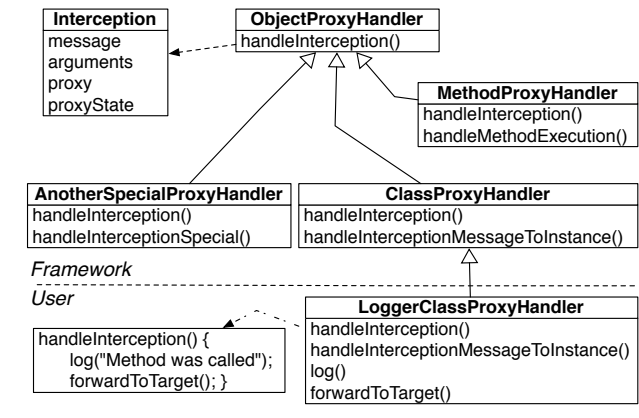 Interception
message
arguments
proxy
proxyState
ObjectProxyHandler
handleInterception()
MethodProxyHandler
handleInterception()
handleMethodExecution()
AnotherSpecialProxyHandler
handleInterception()
handleInterceptionSpecial()
ClassProxyHandler
handleInterception()
handleInterceptionMessageToInstance()
Framework
User
handleInterception() {
log("Method was called");
forwardToTarget(); }
LoggerClassProxyHandler
handleInterception()
handleInterceptionMessageToInstance()
log()
forwardToTarget()